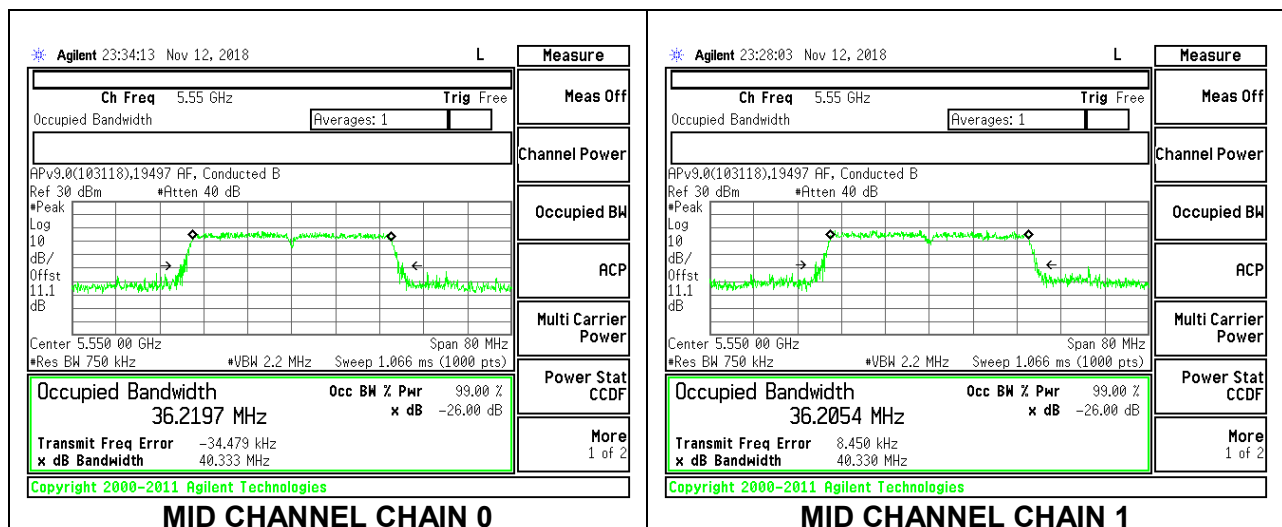 Agilent 23:34:13 Nov 12, 2018 L
Measure
Ch Freq 5.55 GHz Trig Free
Occupied Bandwidth Averages: 1
Meas Off
Channel Power
Occupied BW
ACP
Multi Carrier
Power
Power Stat
CCDF
More
1 of 2
APv9.0(103118),19497 AF, Conducted B
Ref 30 dBm #Atten 40 dB
#Peak
Log
10
dB/
Offst
11.1
dB
Center 5.550 00 GHz Span 80 MHz
#Res BW 750 kHz #VBW 2.2 MHz Sweep 1.066 ms (1000 pts)
Occupied Bandwidth Occ BW % Pwr 99.00 %
36.2197 MHz x dB -26.00 dB
Transmit Freq Error -34.479 kHz
x dB Bandwidth 40.333 MHz
Copyright 2000-2011 Agilent Technologies
MID CHANNEL CHAIN 0
Agilent 23:28:03 Nov 12, 2018 L
Measure
Ch Freq 5.55 GHz Trig Free
Occupied Bandwidth Averages: 1
Meas Off
Channel Power
Occupied BW
ACP
Multi Carrier
Power
Power Stat
CCDF
More
1 of 2
APv9.0(103118),19497 AF, Conducted B
Ref 30 dBm #Atten 40 dB
#Peak
Log
10
dB/
Offst
11.1
dB
Center 5.550 00 GHz Span 80 MHz
#Res BW 750 kHz #VBW 2.2 MHz Sweep 1.066 ms (1000 pts)
Occupied Bandwidth Occ BW % Pwr 99.00 %
36.2054 MHz x dB -26.00 dB
Transmit Freq Error 8.450 kHz
x dB Bandwidth 40.330 MHz
Copyright 2000-2011 Agilent Technologies
MID CHANNEL CHAIN 1